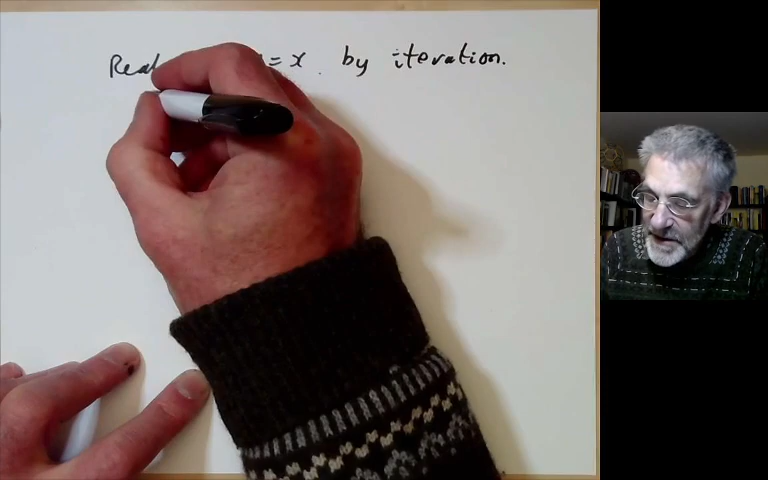 Real = x by iteration.